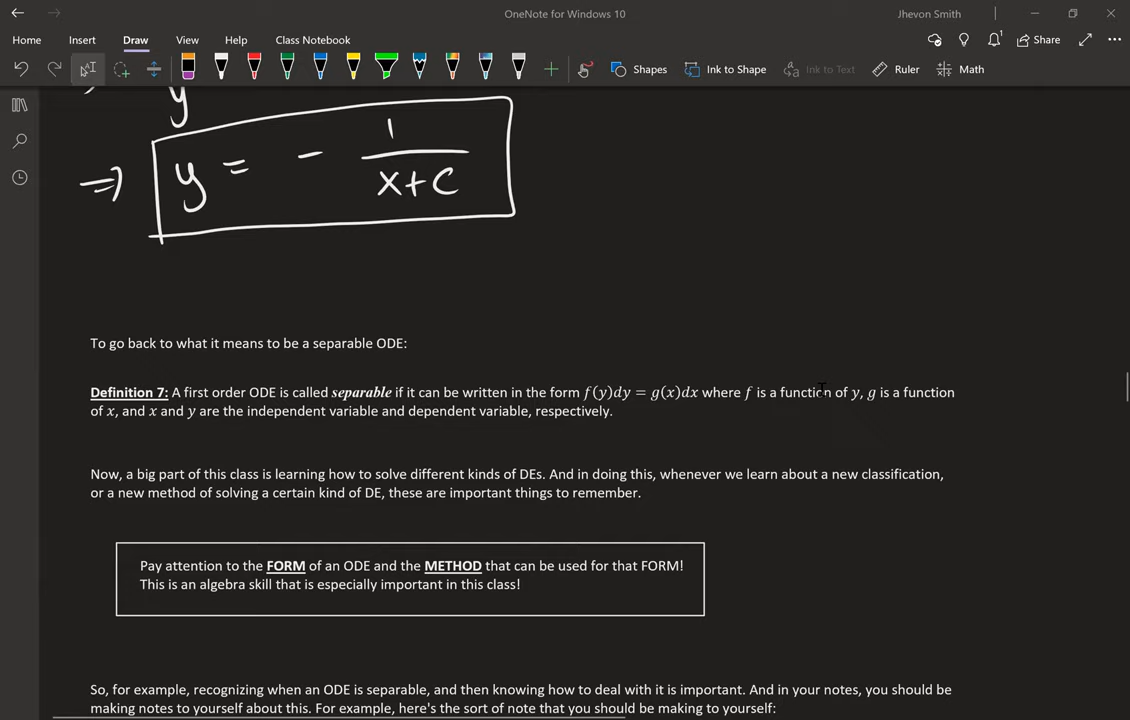 OneNote for Windows 10
Jhevon Smith
Home Insert Draw View Help Class Notebook
Share
Shapes Ink to Shape Ink to Text Ruler Math
y
⇒ y = - 1/(x+c)
To go back to what it means to be a separable ODE:
Definition 7: A first order ODE is called separable if it can be written in the form f(y)dy = g(x)dx where f is a function of y, g is a function
of x, and x and y are the independent variable and dependent variable, respectively.
Now, a big part of this class is learning how to solve different kinds of DEs. And in doing this, whenever we learn about a new classification,
or a new method of solving a certain kind of DE, these are important things to remember.
Pay attention to the FORM of an ODE and the METHOD that can be used for that FORM!
This is an algebra skill that is especially important in this class!
So, for example, recognizing when an ODE is separable, and then knowing how to deal with it is important. And in your notes, you should be
making notes to yourself about this. For example, here's the sort of note that you should be making to yourself: